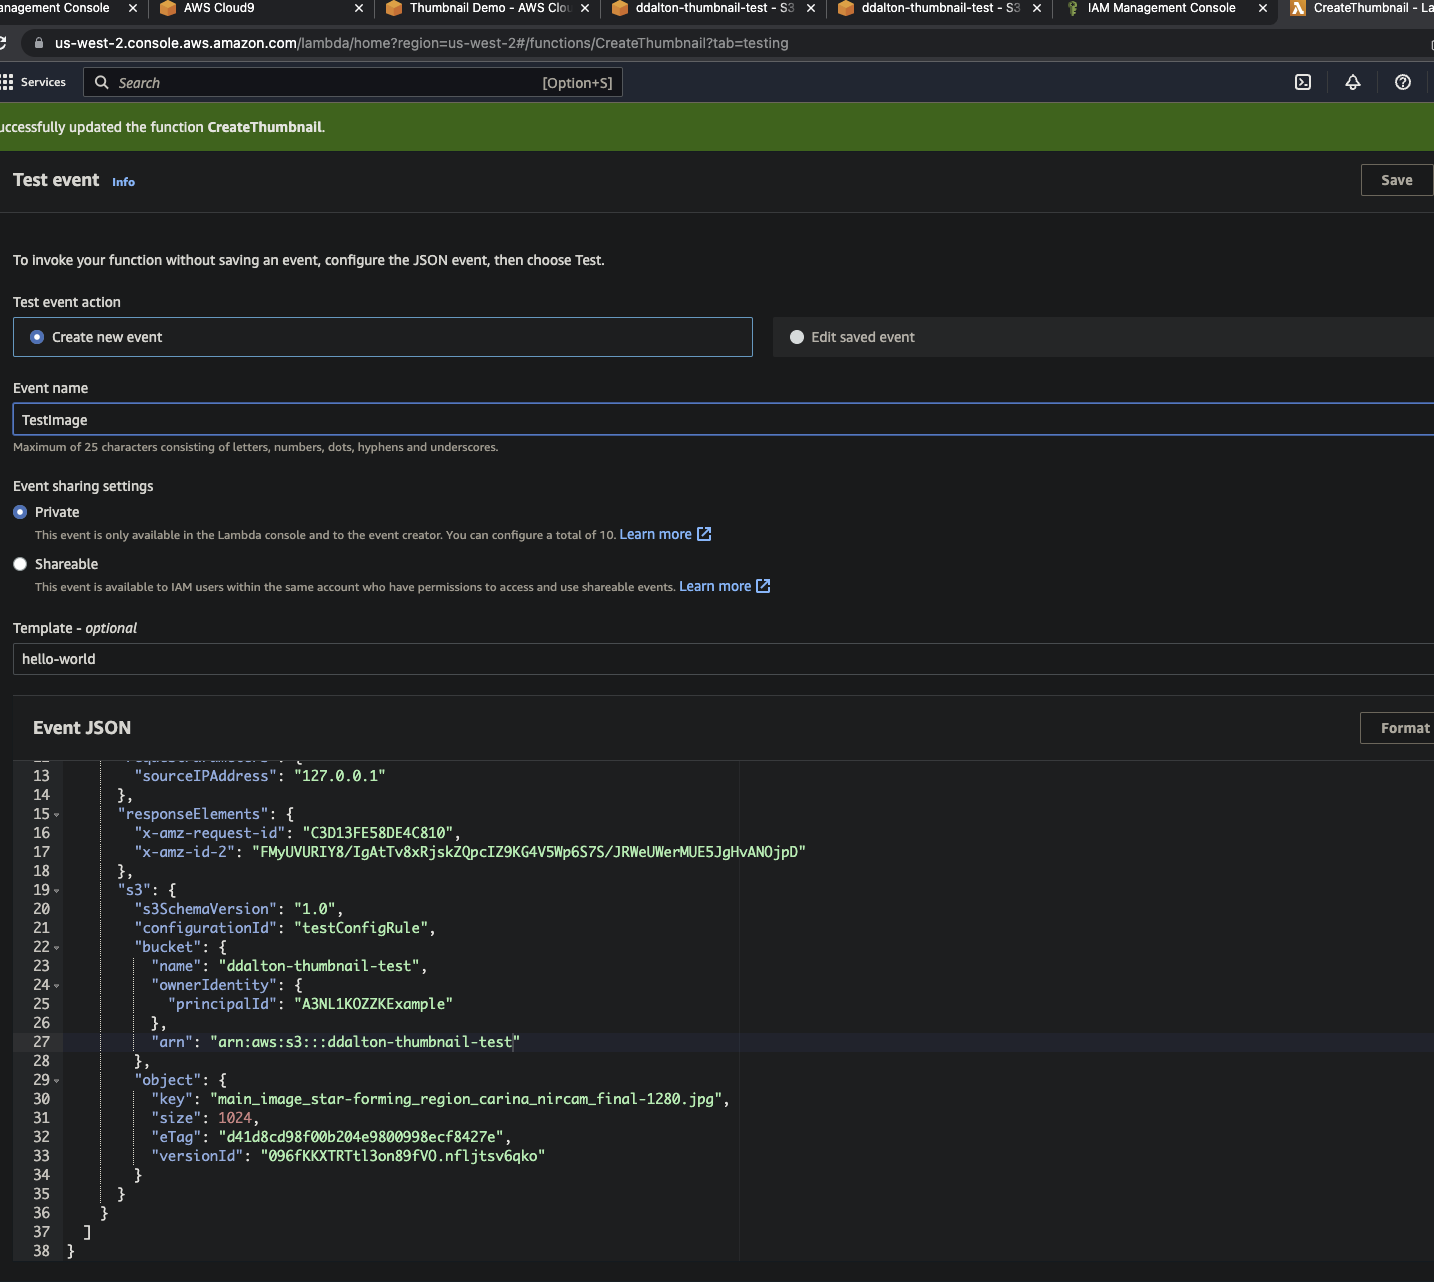 anagement Console
AWS Cloud9
Thumbnail Demo - AWS Clou
ddalton-thumbnail-test - S3
ddalton-thumbnail-test - S3
IAM Management Console
CreateThumbnail - La
us-west-2.console.aws.amazon.com/lambda/home?region=us-west-2#/functions/CreateThumbnail?tab=testing
Services
Search
[Option+S]
uccessfully updated the function CreateThumbnail.
Test event Info
Save
To invoke your function without saving an event, configure the JSON event, then choose Test.
Test event action
Create new event
Edit saved event
Event name
TestImage
Maximum of 25 characters consisting of letters, numbers, dots, hyphens and underscores.
Event sharing settings
Private
This event is only available in the Lambda console and to the event creator. You can configure a total of 10. Learn more
Shareable
This event is available to IAM users within the same account who have permissions to access and use shareable events. Learn more
Template - optional
hello-world
Event JSON
Format
13 "sourceIPAddress": "127.0.0.1"
14 },
15 "responseElements": {
16 "x-amz-request-id": "C3D13FE58DE4C810",
17 "x-amz-id-2": "FMyUVURIY8/IgAtTv8xRjskZQpcIZ9KG4V5Wp6S7S/JRWeUWerMUE5JgHvANOjpD"
18 },
19 "s3": {
20 "s3SchemaVersion": "1.0",
21 "configurationId": "testConfigRule",
22 "bucket": {
23 "name": "ddalton-thumbnail-test",
24 "ownerIdentity": {
25 "principalId": "A3NL1KOZZKExample"
26 },
27 "arn": "arn:aws:s3:::ddalton-thumbnail-test"
28 },
29 "object": {
30 "key": "main_image_star-forming_region_carina_nircam_final-1280.jpg",
31 "size": 1024,
32 "eTag": "d41d8cd98f00b204e9800998ecf8427e",
33 "versionId": "096fKKXTRTtl3on89fVO.nfljtsv6qko"
34 }
35 }
36 }
37 ]
38 }